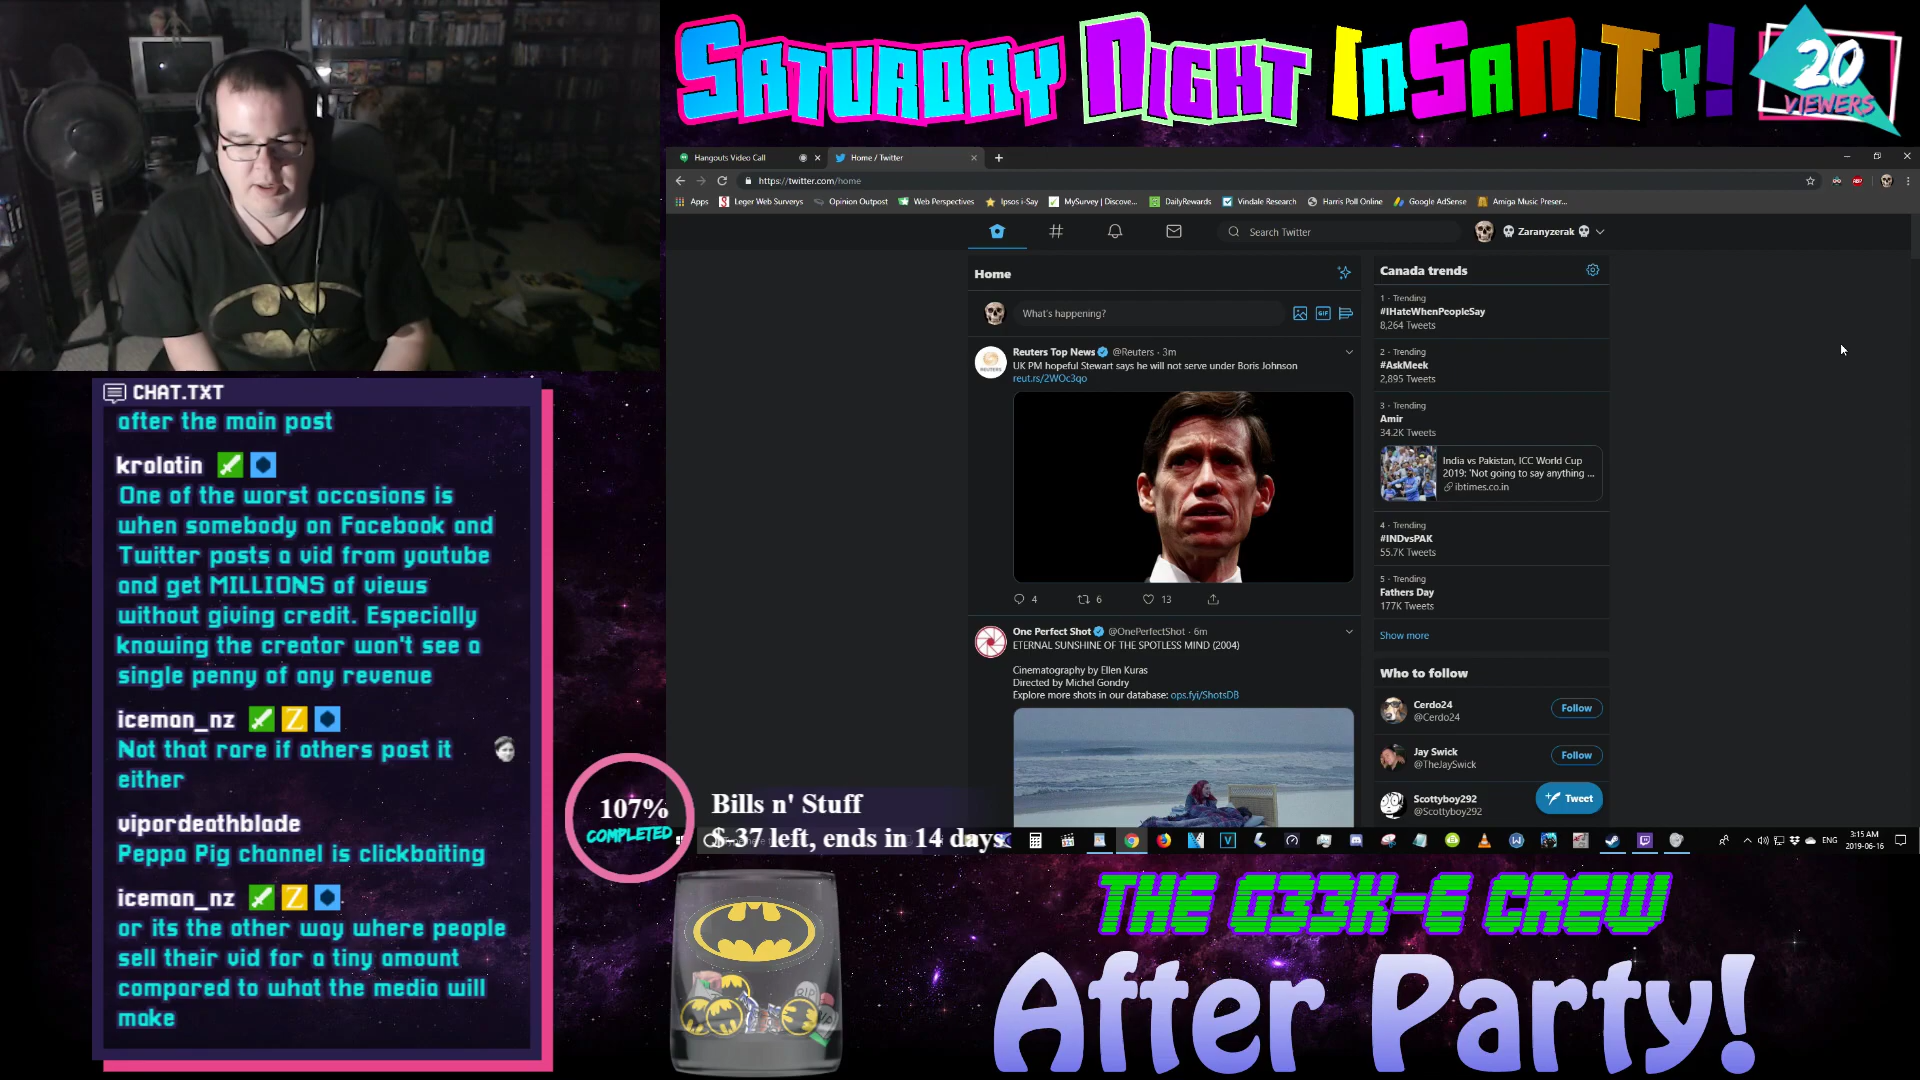 SATURDAY NIGHT INSANITY!
20
VIEWERS
Hangouts Video Call
Home / Twitter
https://twitter.com/home
Apps
Leger Web Surverys
Opinion Outpost
Web Perspectives
Ipsos i-Say
MySurvey | Discove...
DailyRewards
Vindale Research
Harris Poll Online
Google AdSense
Amiga Music Preser...
Search Twitter
Zaranyzerak
Home
What's happening?
GIF
Reuters Top News @Reuters · 3m
UK PM hopeful Stewart says he will not serve under Boris Johnson
reut.rs/2WOc3qo
4 6 13
One Perfect Shot @OnePerfectShot · 6m
ETERNAL SUNSHINE OF THE SPOTLESS MIND (2004)
Cinematography by Ellen Kuras
Directed by Michel Gondry
Explore more shots in our database: ops.fyi/ShotsDB
Canada trends
1 - Trending
#IHateWhenPeopleSay
8,264 Tweets
2 - Trending
#AskMeek
2,895 Tweets
3 - Trending
Amir
34.2K Tweets
India vs Pakistan, ICC World Cup
2019: 'Not going to say anything ...
ibtimes.co.in
4 - Trending
#INDvsPAK
55.7K Tweets
5 - Trending
Fathers Day
177K Tweets
Show more
Who to follow
Cerdo24
@Cerdo24
Follow
Jay Swick
@TheJaySwick
Follow
Scottyboy292
@Scottyboy292
Tweet
ENG
3:15 AM
2019-06-16
CHAT.TXT
after the main post
krolatin
One of the worst occasions is
when somebody on Facebook and
Twitter posts a vid from youtube
and get MILLIONS of views
without giving credit. Especially
knowing the creator won't see a
single penny of any revenue
iceman_nz
Not that rare if others post it
either
vipordeathblade
Peppa Pig channel is clickbaiting
iceman_nz
or its the other way where people
sell their vid for a tiny amount
compared to what the media will
make
107%
COMPLETED
Bills n' Stuff
$-37 left, ends in 14 days
RIP
THE G33K-E CREW
After Party!